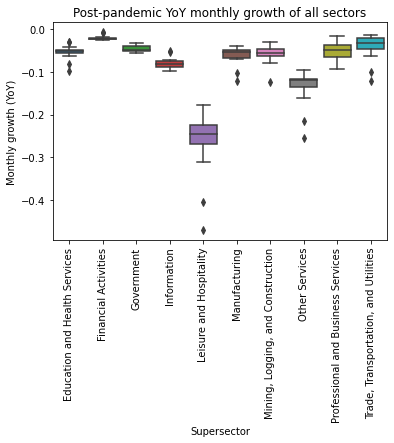 Post-pandemic YoY monthly growth of all sectors
Monthly growth (YoY)
0.0
−0.1
−0.2
−0.3
−0.4
Education and Health Services
Financial Activities
Government
Information
Leisure and Hospitality
Manufacturing
Mining, Logging, and Construction
Other Services
Professional and Business Services
Trade, Transportation, and Utilities
Supersector